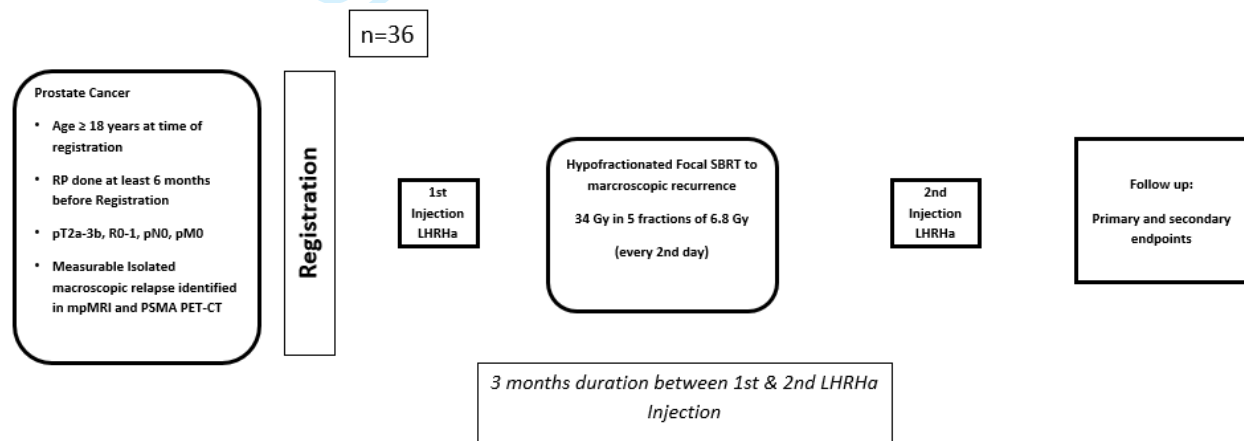 n=36
Prostate Cancer
• Age ≥ 18 years at time of
registration
• RP done at least 6 months
before Registration
• pT2a-3b, R0-1, pN0, pM0
• Measurable Isolated
macroscopic relapse identified
in mpMRI and PSMA PET-CT
Registration
1st
Injection
LHRHa
Hypofractionated Focal SBRT to
marcroscopic recurrence
34 Gy in 5 fractions of 6.8 Gy
(every 2nd day)
2nd
Injection
LHRHa
Follow up:
Primary and secondary
endpoints
3 months duration between 1st & 2nd LHRHa
Injection